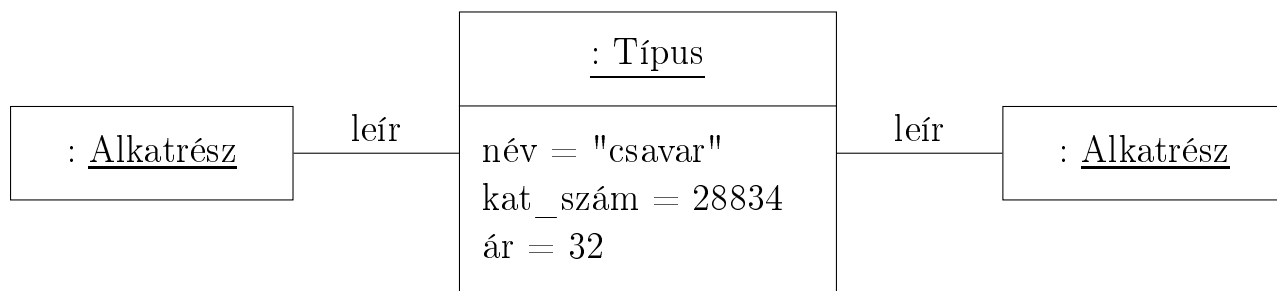 : Típus
: Alkatrész
leír
név = "csavar"
kat_szám = 28834
ár = 32
leír
: Alkatrész